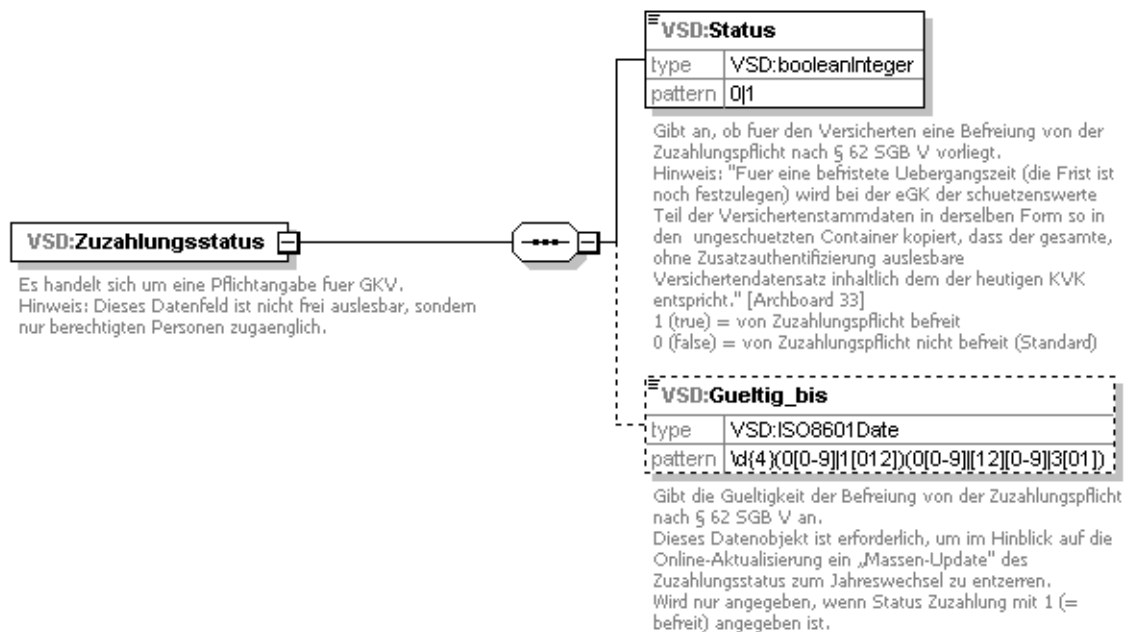 VSD:Zuzahlungsstatus
Es handelt sich um eine Pflichtangabe fuer GKV.
Hinweis: Dieses Datenfeld ist nicht frei auslesbar, sondern
nur berechtigten Personen zugaenglich.
VSD:Status
type VSD:booleanInteger
pattern 0|1
Gibt an, ob fuer den Versicherten eine Befreiung von der
Zuzahlungspflicht nach § 62 SGB V vorliegt.
Hinweis: "Fuer eine befristete Uebergangszeit (die Frist ist
noch festzulegen) wird bei der eGK der schuetzenswerte
Teil der Versichertenstammdaten in derselben Form so in
den ungeschuetzten Container kopiert, dass der gesamte,
ohne Zusatzauthentifizierung auslesbare
Versichertendatensatz inhaltlich dem der heutigen KVK
entspricht." [Archboard 33]
1 (true) = von Zuzahlungspflicht befreit
0 (false) = von Zuzahlungspflicht nicht befreit (Standard)
VSD:Gueltig_bis
type VSD:ISO8601Date
pattern \d{4}(0[0-9]|1[012])(0[0-9]|[12][0-9]|3[01])
Gibt die Gueltigkeit der Befreiung von der Zuzahlungspflicht
nach § 62 SGB V an.
Dieses Datenobjekt ist erforderlich, um im Hinblick auf die
Online-Aktualisierung ein „Massen-Update" des
Zuzahlungsstatus zum Jahreswechsel zu entzerren.
Wird nur angegeben, wenn Status Zuzahlung mit 1 (=
befreit) angegeben ist.